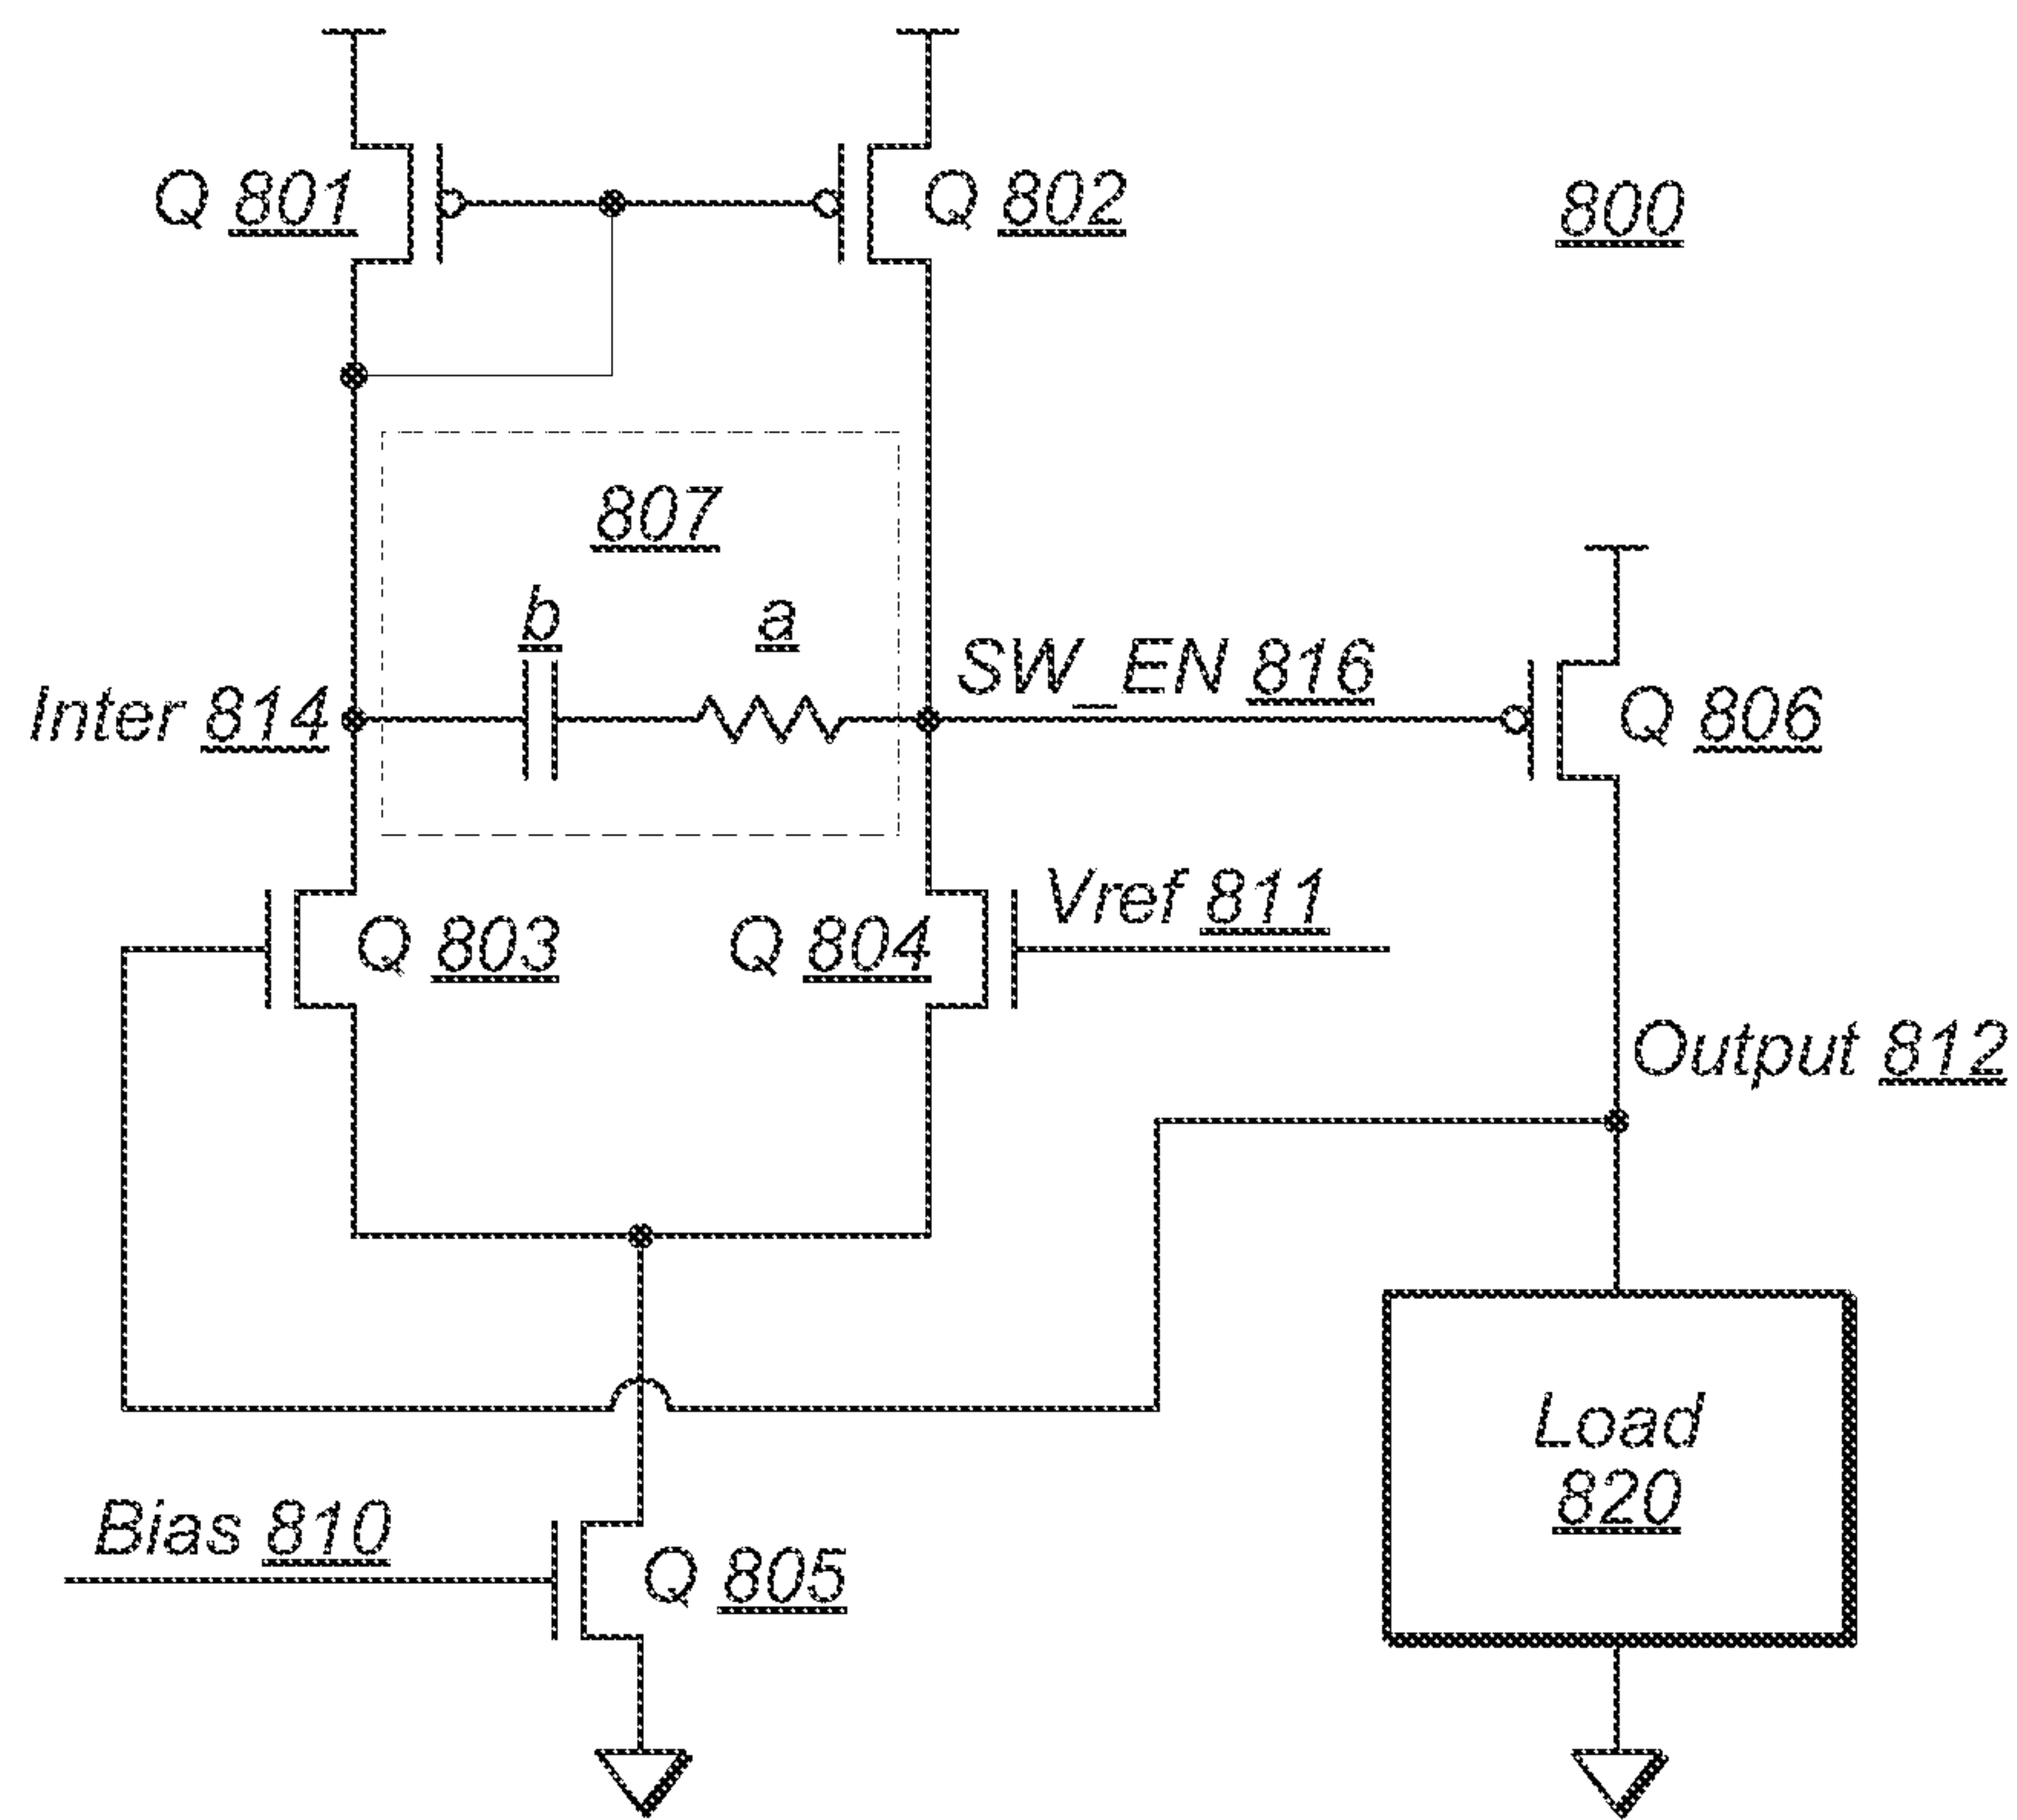 Q 801
Q 802
800
807
b
a
SW_EN 816
Inter 814
Q 806
Vref 811
Q 803
Q 804
Output 812
Load
820
Bias 810
Q 805